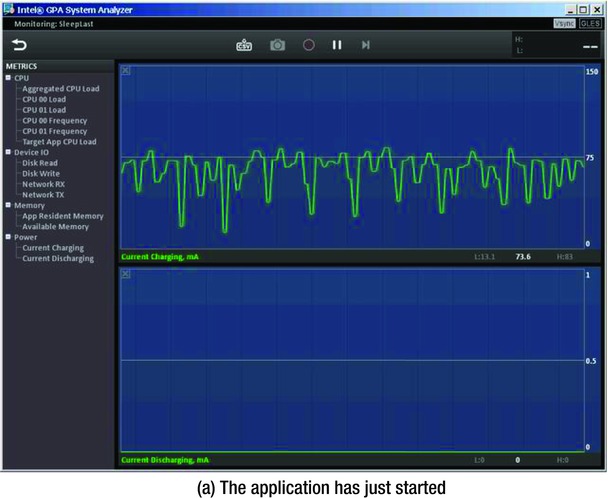 Intel® GPA System Analyzer
Monitoring: SleepLast
Vsync GLES
CSV
H:
L:
--
METRICS
CPU
Aggregated CPU Load
CPU 00 Load
CPU 01 Load
CPU 00 Frequency
CPU 01 Frequency
Target App CPU Load
Device IO
Disk Read
Disk Write
Network RX
Network TX
Memory
App Resident Memory
Available Memory
Power
Current Charging
Current Discharging
150
75
0
Current Charging, mA L:13.1 73.6 H:83
1
0.5
0
Current Discharging, mA L:0 0 H:0
(a) The application has just started